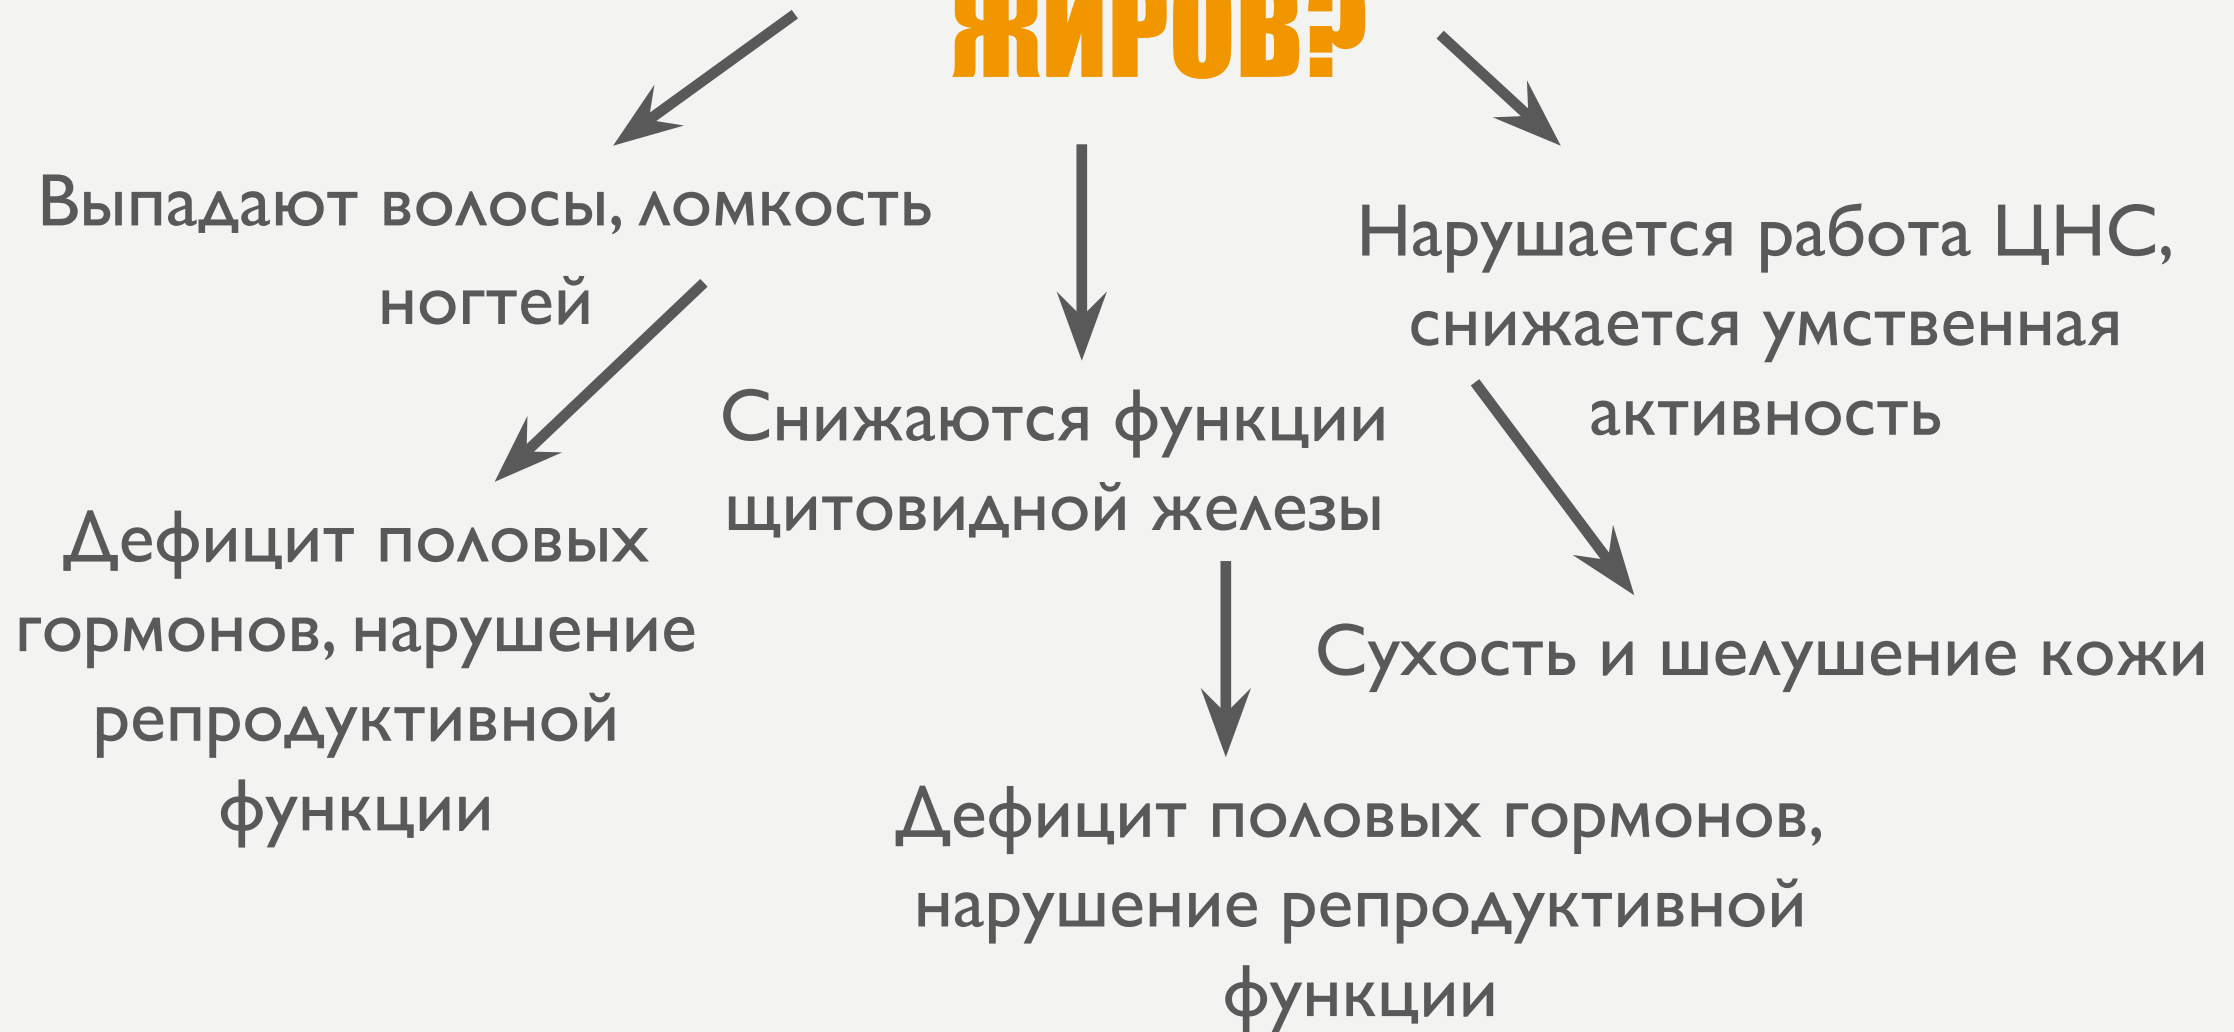 ЖИРОВ?
Выпадают волосы, ломкость
ногтей
Нарушается работа ЦНС,
снижается умственная
активность
Снижаются функции
щитовидной железы
Дефицит половых
гормонов, нарушение
репродуктивной
функции
Сухость и шелушение кожи
Дефицит половых гормонов,
нарушение репродуктивной
функции